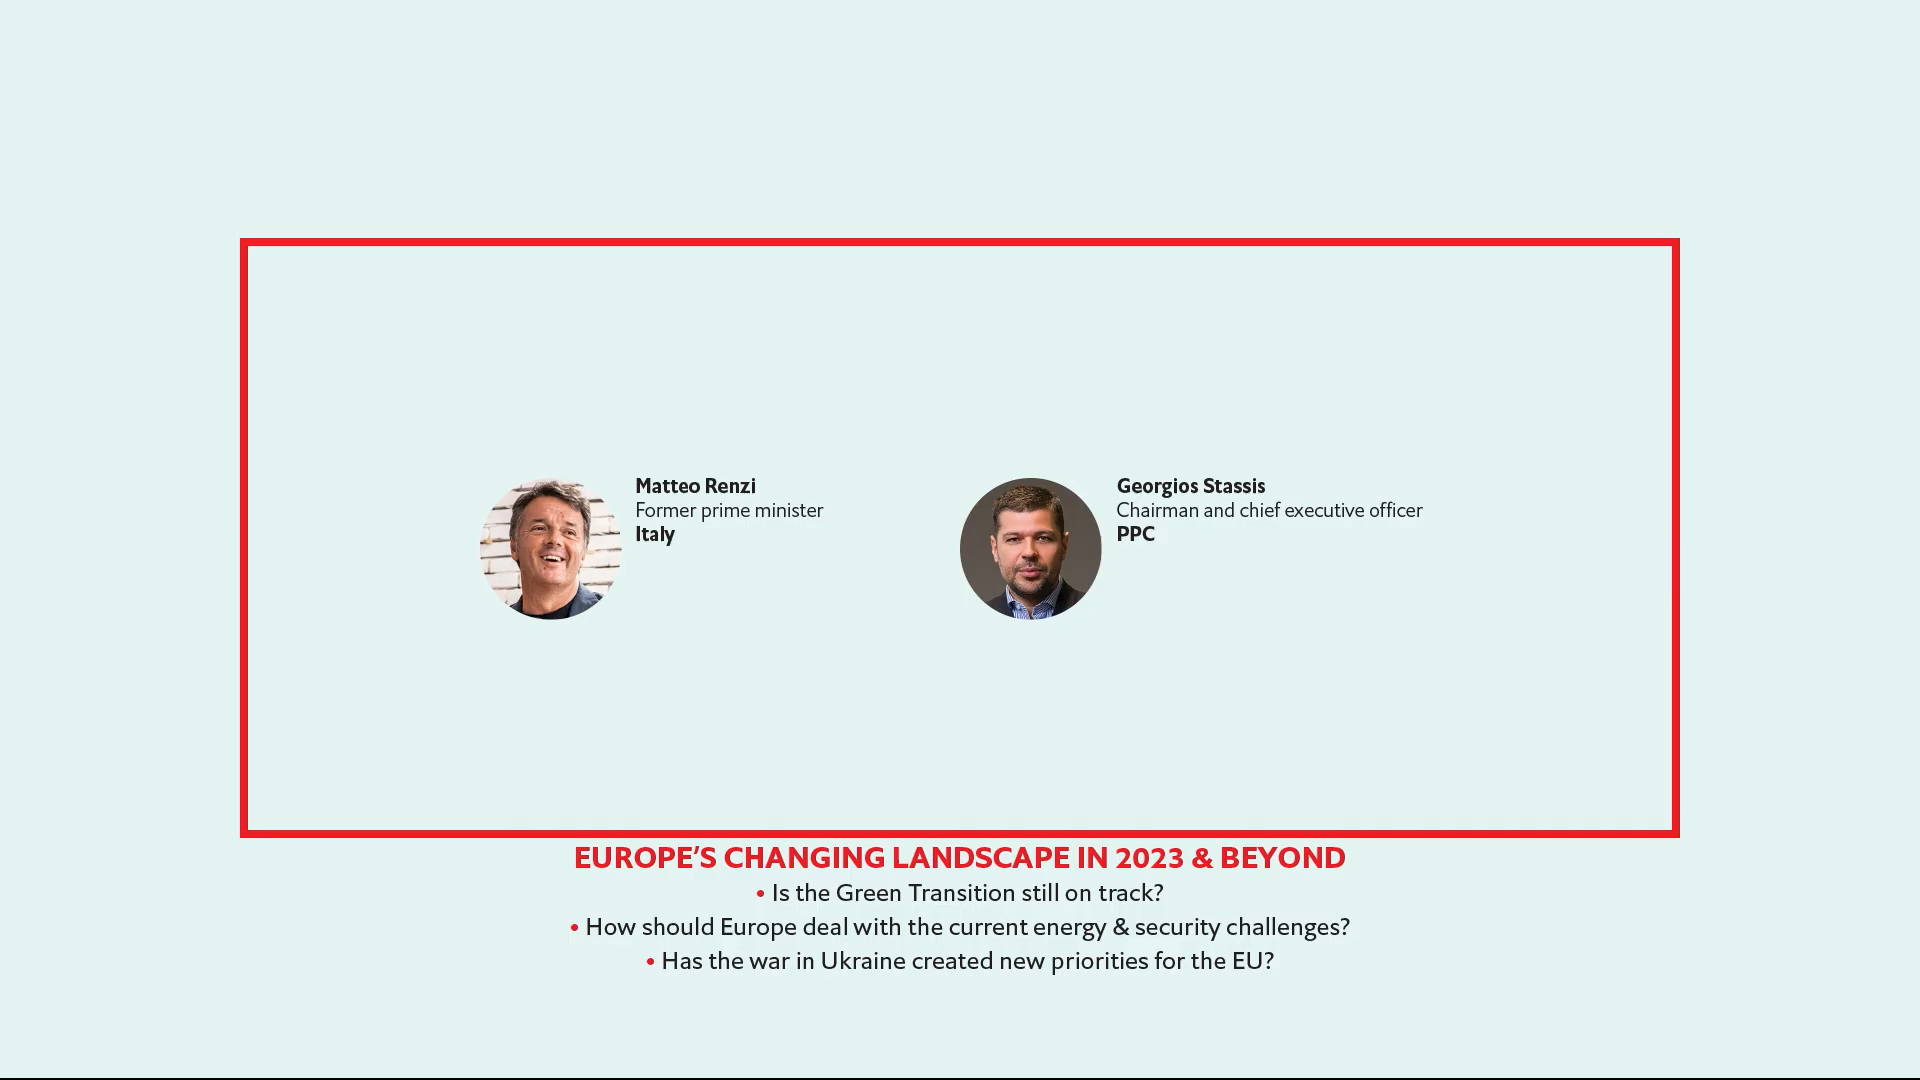 Matteo Renzi
Former prime minister
Italy
Georgios Stassis
Chairman and chief executive officer
PPC
EUROPE’S CHANGING LANDSCAPE IN 2023 & BEYOND
• Is the Green Transition still on track?
• How should Europe deal with the current energy & security challenges?
• Has the war in Ukraine created new priorities for the EU?